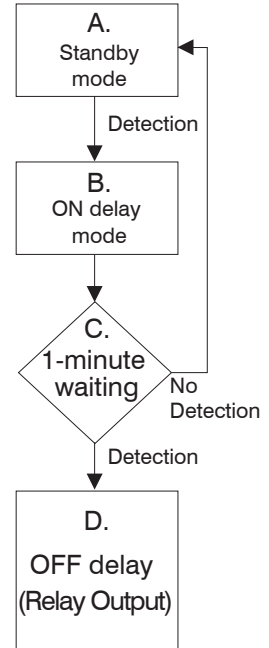 A.
Standby
mode
Detection
B.
ON delay
mode
C.
1-minute
waiting
No
Detection
Detection
D.
OFF delay
(Relay Output)